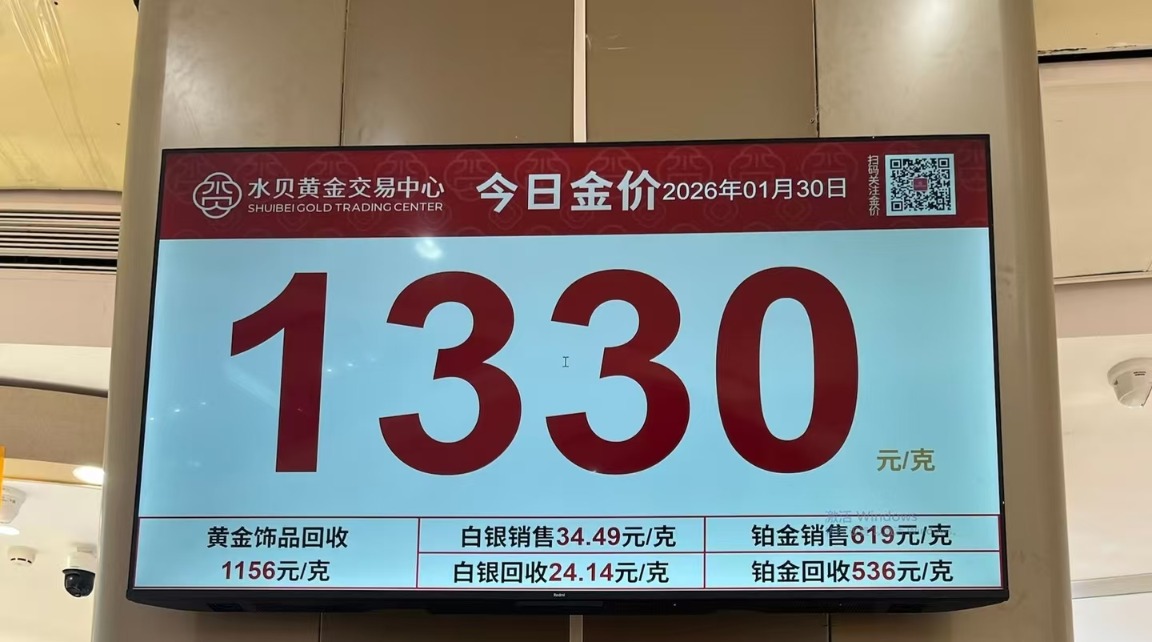 水贝黄金交易中心
SHUIBEI GOLD TRADING CENTER
今日金价 2026年01月30日
扫码关注金价
1330
元/克
黄金饰品回收
1156元/克
白银销售34.49元/克
白银回收24.14元/克
激活 Windows
铂金销售619元/克
铂金回收536元/克
Redmi